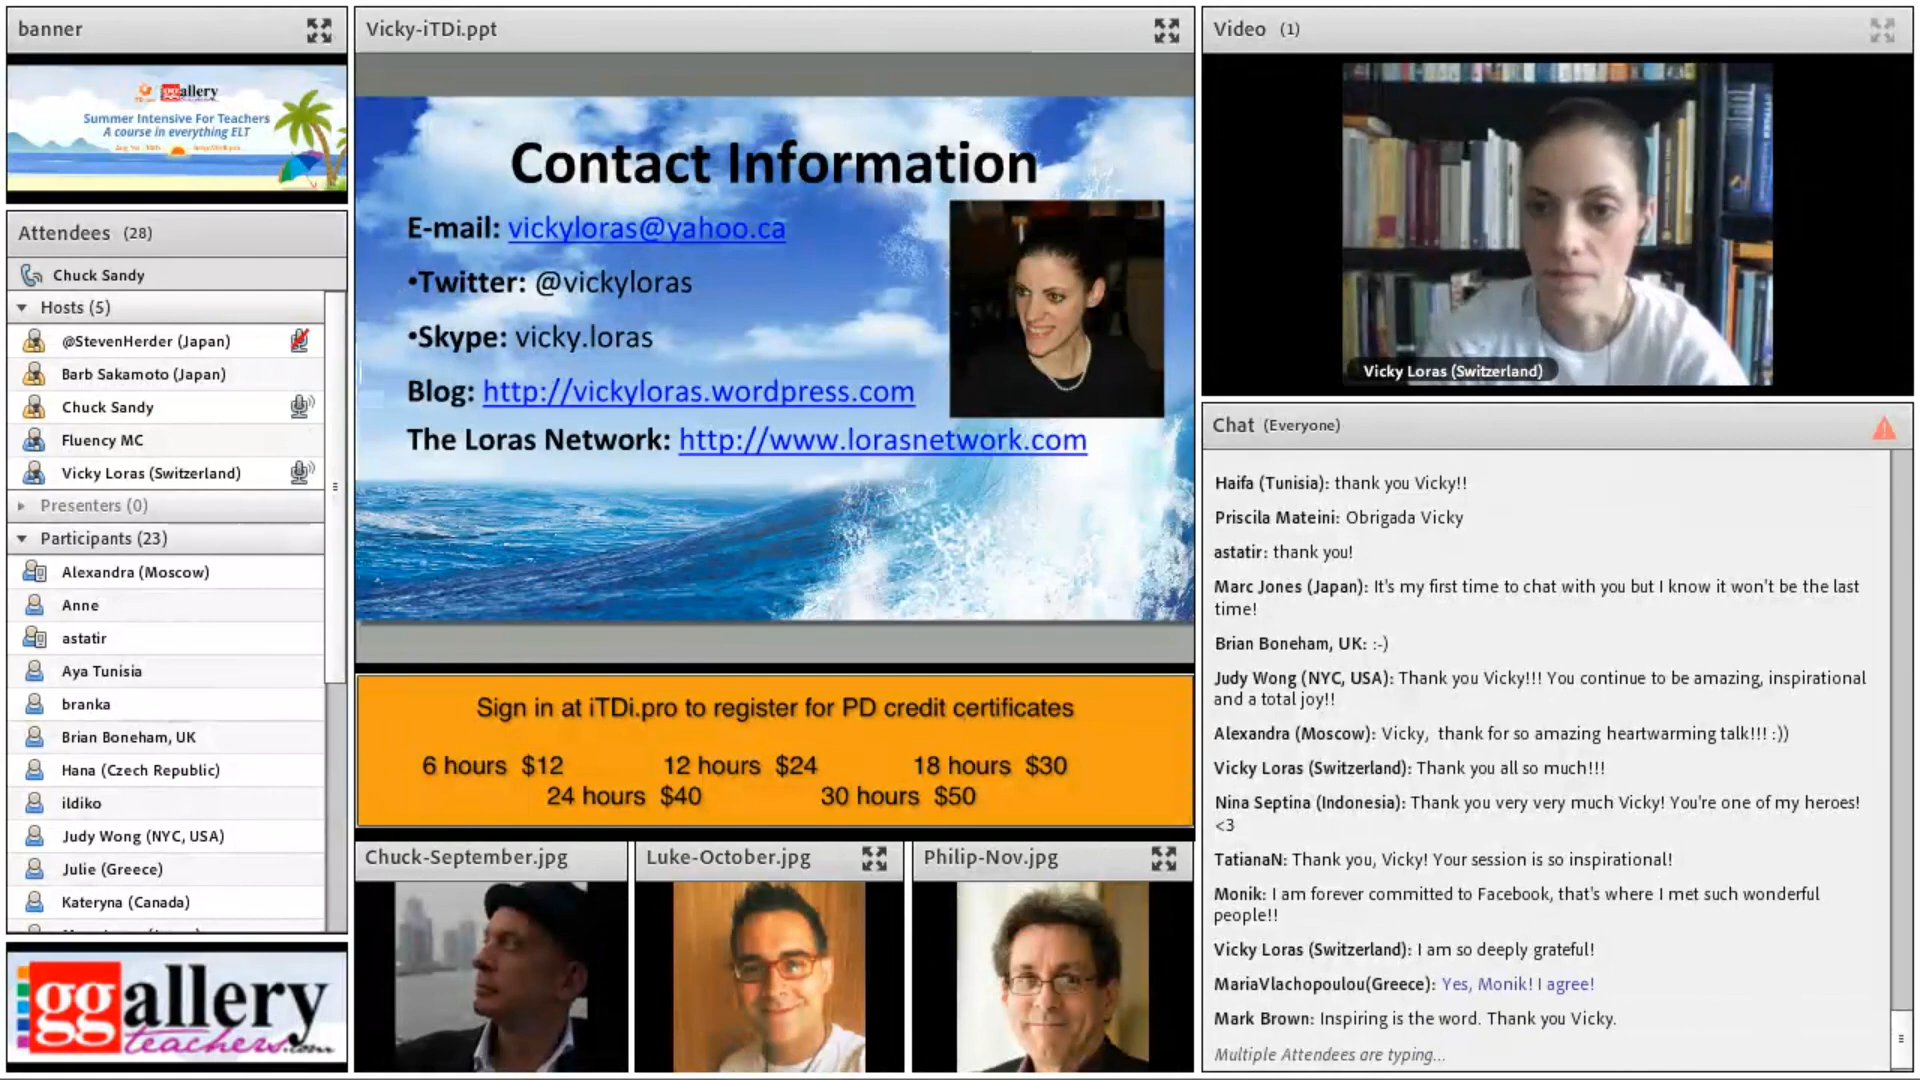 banner
ggallery
Summer Intensive For Teachers
A course in everything ELT
Attendees (28)
Chuck Sandy
Hosts (5)
@StevenHerder (Japan)
Barb Sakamoto (Japan)
Chuck Sandy
Fluency MC
Vicky Loras (Switzerland)
Presenters (0)
Participants (23)
Alexandra (Moscow)
Anne
astatir
Aya Tunisia
branka
Brian Boneham, UK
Hana (Czech Republic)
ildiko
Judy Wong (NYC, USA)
Julie (Greece)
Kateryna (Canada)
ggallery
teachers.com
Vicky-iTDi.ppt
Contact Information
E-mail: vickyloras@yahoo.ca
•Twitter: @vickyloras
•Skype: vicky.loras
Blog: http://vickyloras.wordpress.com
The Loras Network: http://www.lorasnetwork.com
Sign in at iTDi.pro to register for PD credit certificates
6 hours $12 12 hours $24 18 hours $30
24 hours $40 30 hours $50
Chuck-September.jpg
Luke-October.jpg
Philip-Nov.jpg
Video (1)
Vicky Loras (Switzerland)
Chat (Everyone)
Haifa (Tunisia): thank you Vicky!!
Priscila Mateini: Obrigada Vicky
astatir: thank you!
Marc Jones (Japan): It's my first time to chat with you but I know it won't be the last
time!
Brian Boneham, UK: :-)
Judy Wong (NYC, USA): Thank you Vicky!!! You continue to be amazing, inspirational
and a total joy!!
Alexandra (Moscow): Vicky, thank for so amazing heartwarming talk!!! :))
Vicky Loras (Switzerland): Thank you all so much!!!
Nina Septina (Indonesia): Thank you very very much Vicky! You're one of my heroes!
<3
TatianaN: Thank you, Vicky! Your session is so inspirational!
Monik: I am forever committed to Facebook, that's where I met such wonderful
people!!
Vicky Loras (Switzerland): I am so deeply grateful!
MariaVlachopoulou(Greece): Yes, Monik! I agree!
Mark Brown: Inspiring is the word. Thank you Vicky.
Multiple Attendees are typing...